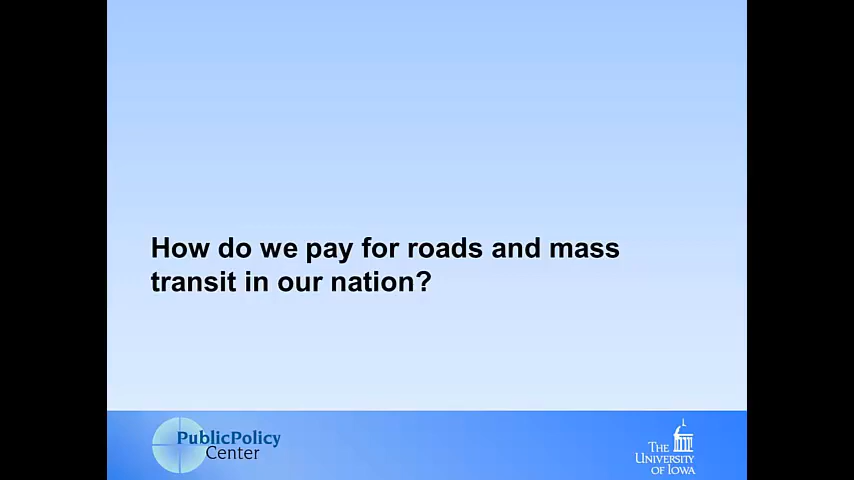 How do we pay for roads and mass
transit in our nation?
PublicPolicy
Center
THE
UNIVERSITY
OF IOWA